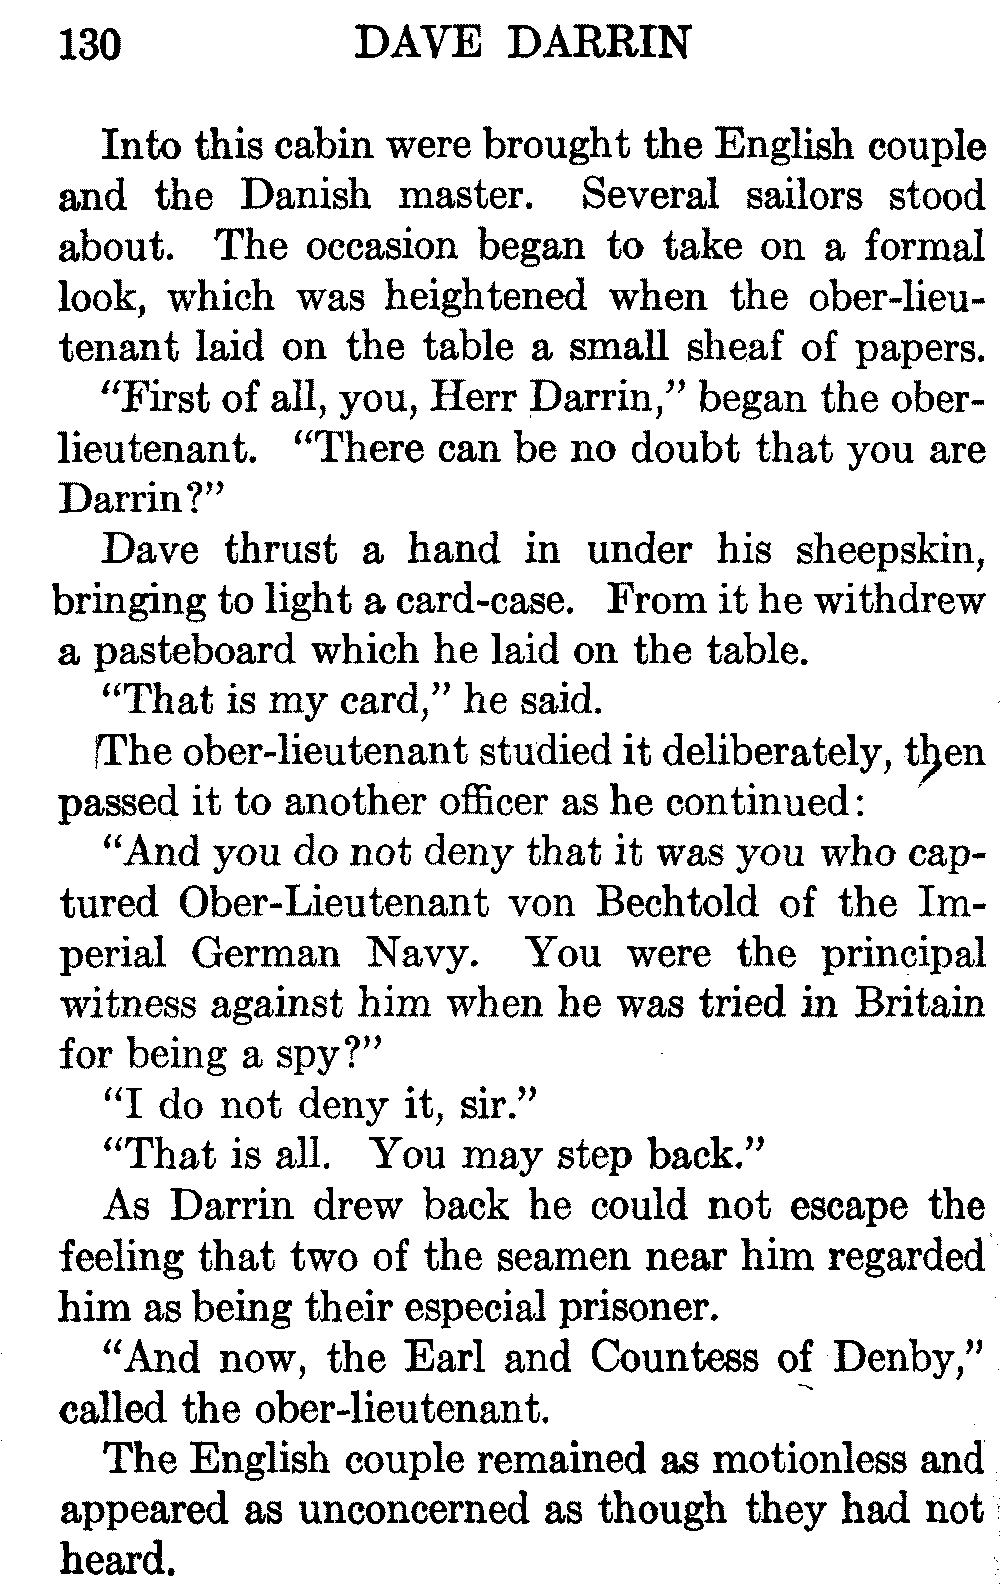 130 DAVE DARRIN
Into this cabin were brought the English couple
and the Danish master. Several sailors stood
about. The occasion began to take on a formal
look, which was heightened when the ober-lieu-
tenant laid on the table a small sheaf of papers.
“First of all, you, Herr Darrin,” began the ober-
lieutenant. “There can be no doubt that you are
Darrin?”
Dave thrust a hand in under his sheepskin,
bringing to light a card-case. From it he withdrew
a pasteboard which he laid on the table.
“That is my card,” he said.
The ober-lieutenant studied it deliberately, then
passed it to another officer as he continued:
“And you do not deny that it was you who cap-
tured Ober-Lieutenant von Bechtold of the Im-
perial German Navy. You were the principal
witness against him when he was tried in Britain
for being a spy?”
“I do not deny it, sir.”
“That is all. You may step back.”
As Darrin drew back he could not escape the
feeling that two of the seamen near him regarded
him as being their especial prisoner.
“And now, the Earl and Countess of Denby,”
called the ober-lieutenant.
The English couple remained as motionless and
appeared as unconcerned as though they had not
heard.